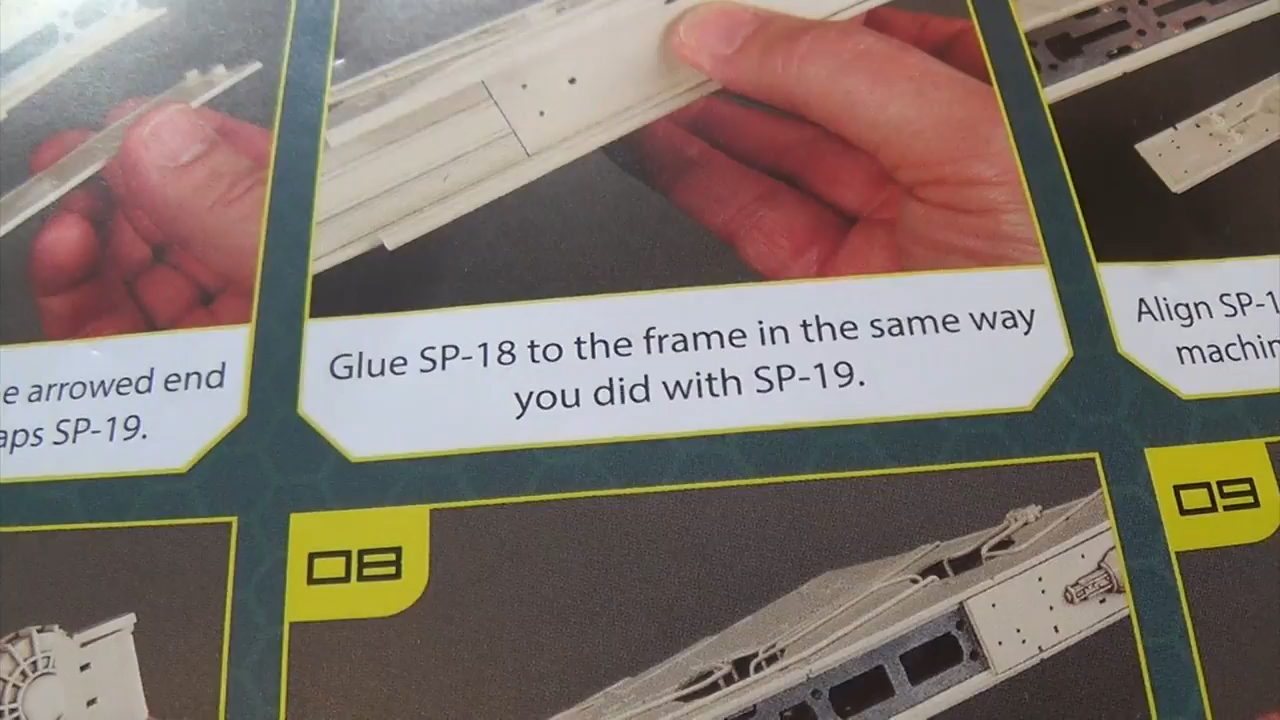 e arrowed end
aps SP-19.
Glue SP-18 to the frame in the same way
you did with SP-19.
Align SP-1
machin
08
09